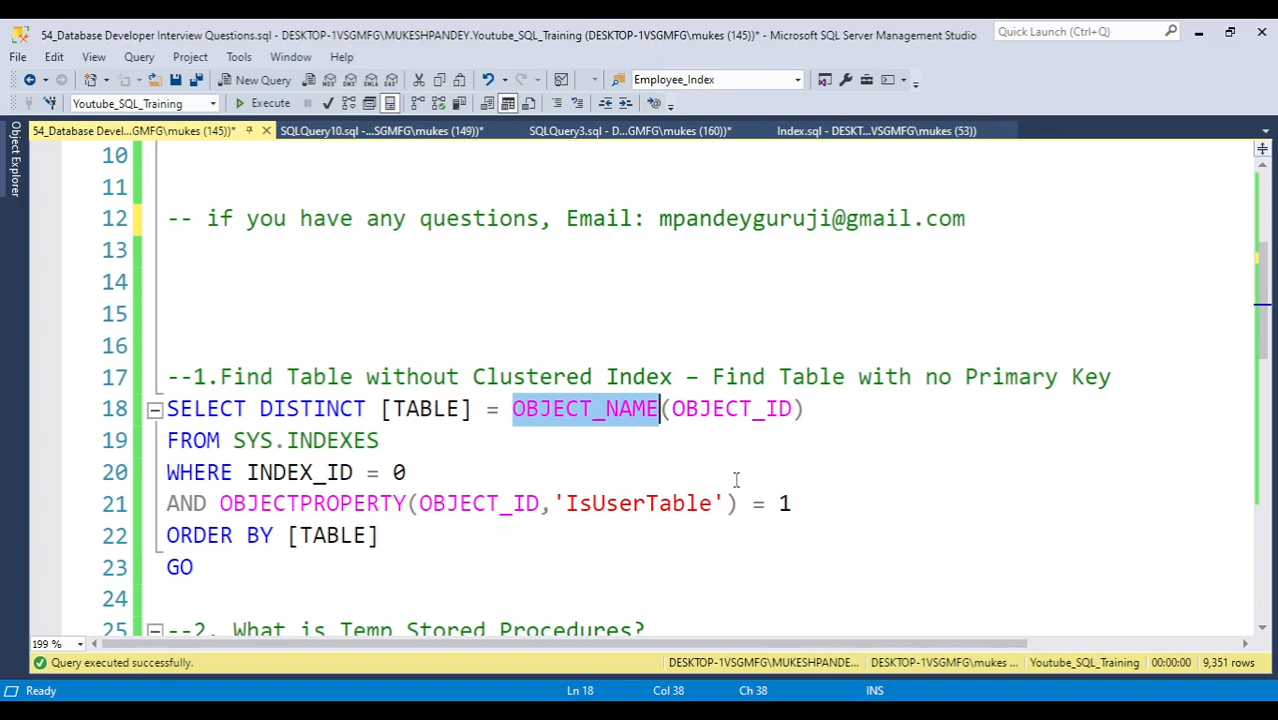 54_Database Developer Interview Questions.sql - DESKTOP-1VSGMFG\MUKESHPANDEY.Youtube_SQL_Training (DESKTOP-1VSGMFG\mukes (145))* - Microsoft SQL Server Management Studio
Quick Launch (Ctrl+Q)
File Edit View Query Project Tools Window Help
New Query Employee_Index
Youtube_SQL_Training Execute
54_Database Devel...GMFG\mukes (145))* SQLQuery10.sql -...SGMFG\mukes (149))* SQLQuery3.sql - D...GMFG\mukes (160))* Index.sql - DESKT...VSGMFG\mukes (53))
Object Explorer
10
11
12 -- if you have any questions, Email: mpandeyguruji@gmail.com
13
14
15
16
17 --1.Find Table without Clustered Index – Find Table with no Primary Key
18 SELECT DISTINCT [TABLE] = OBJECT_NAME(OBJECT_ID)
19 FROM SYS.INDEXES
20 WHERE INDEX_ID = 0
21 AND OBJECTPROPERTY(OBJECT_ID,'IsUserTable') = 1
22 ORDER BY [TABLE]
23 GO
24
25 --2. What is Temp Stored Procedures?
199 %
Query executed successfully. DESKTOP-1VSGMFG\MUKESHPANDE... DESKTOP-1VSGMFG\mukes ... Youtube_SQL_Training 00:00:00 9,351 rows
Ready Ln 18 Col 38 Ch 38 INS